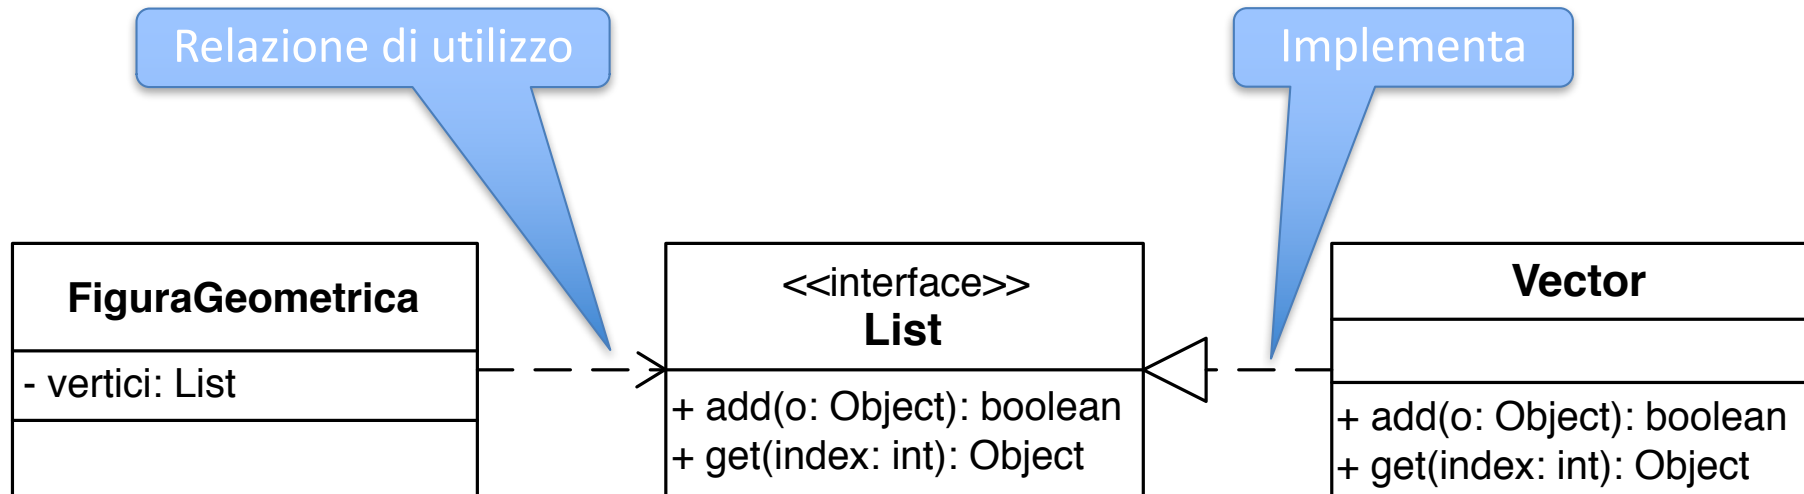 Relazione di utilizzo
Implementa
FiguraGeometrica
- vertici: List
<<interface>>
List
+ add(o: Object): boolean
+ get(index: int): Object
Vector
+ add(o: Object): boolean
+ get(index: int): Object